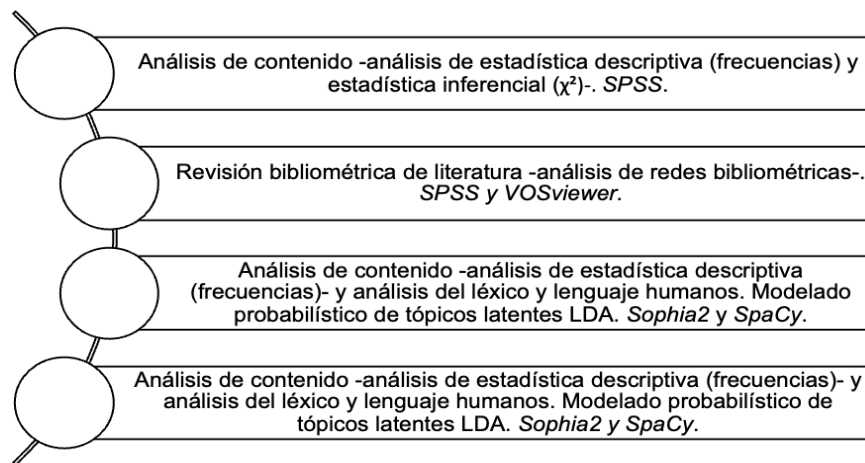 Análisis de contenido -análisis de estadística descriptiva (frecuencias) y
estadística inferencial (χ²)-. SPSS.
Revisión bibliométrica de literatura -análisis de redes bibliométricas-.
SPSS y VOSviewer.
Análisis de contenido -análisis de estadística descriptiva
(frecuencias)- y análisis del léxico y lenguaje humanos. Modelado
probabilístico de tópicos latentes LDA. Sophia2 y SpaCy.
Análisis de contenido -análisis de estadística descriptiva (frecuencias)- y
análisis del léxico y lenguaje humanos. Modelado probabilístico de
tópicos latentes LDA. Sophia2 y SpaCy.